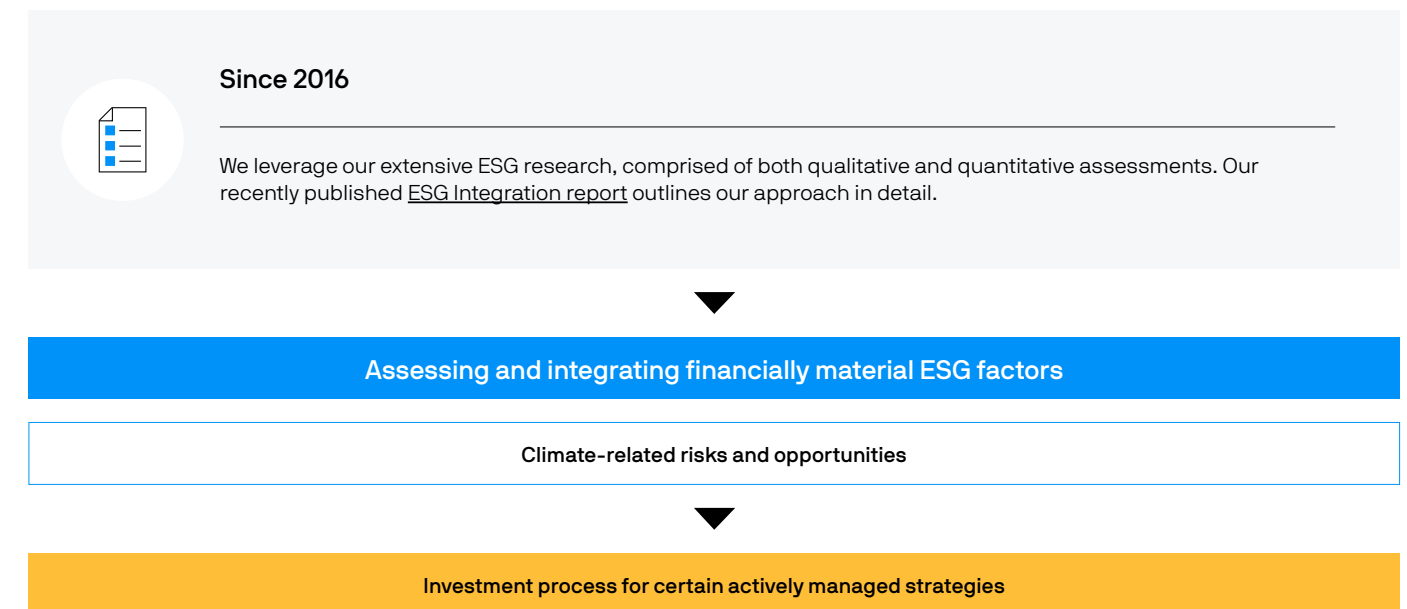 Since 2016
We leverage our extensive ESG research, comprised of both qualitative and quantitative assessments. Our
recently published ESG Integration report outlines our approach in detail.
Assessing and integrating financially material ESG factors
Climate-related risks and opportunities
Investment process for certain actively managed strategies